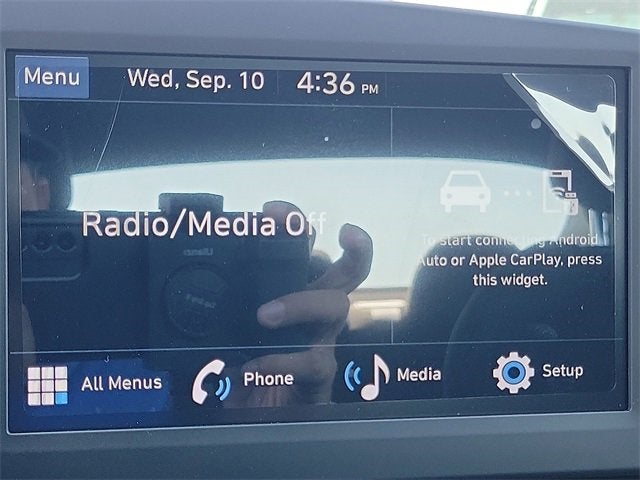 Menu
Wed, Sep. 10 4:36 PM
Radio/Media Off
To start connecting Android
Auto or Apple CarPlay, press
this widget.
All Menus
Phone
Media
Setup